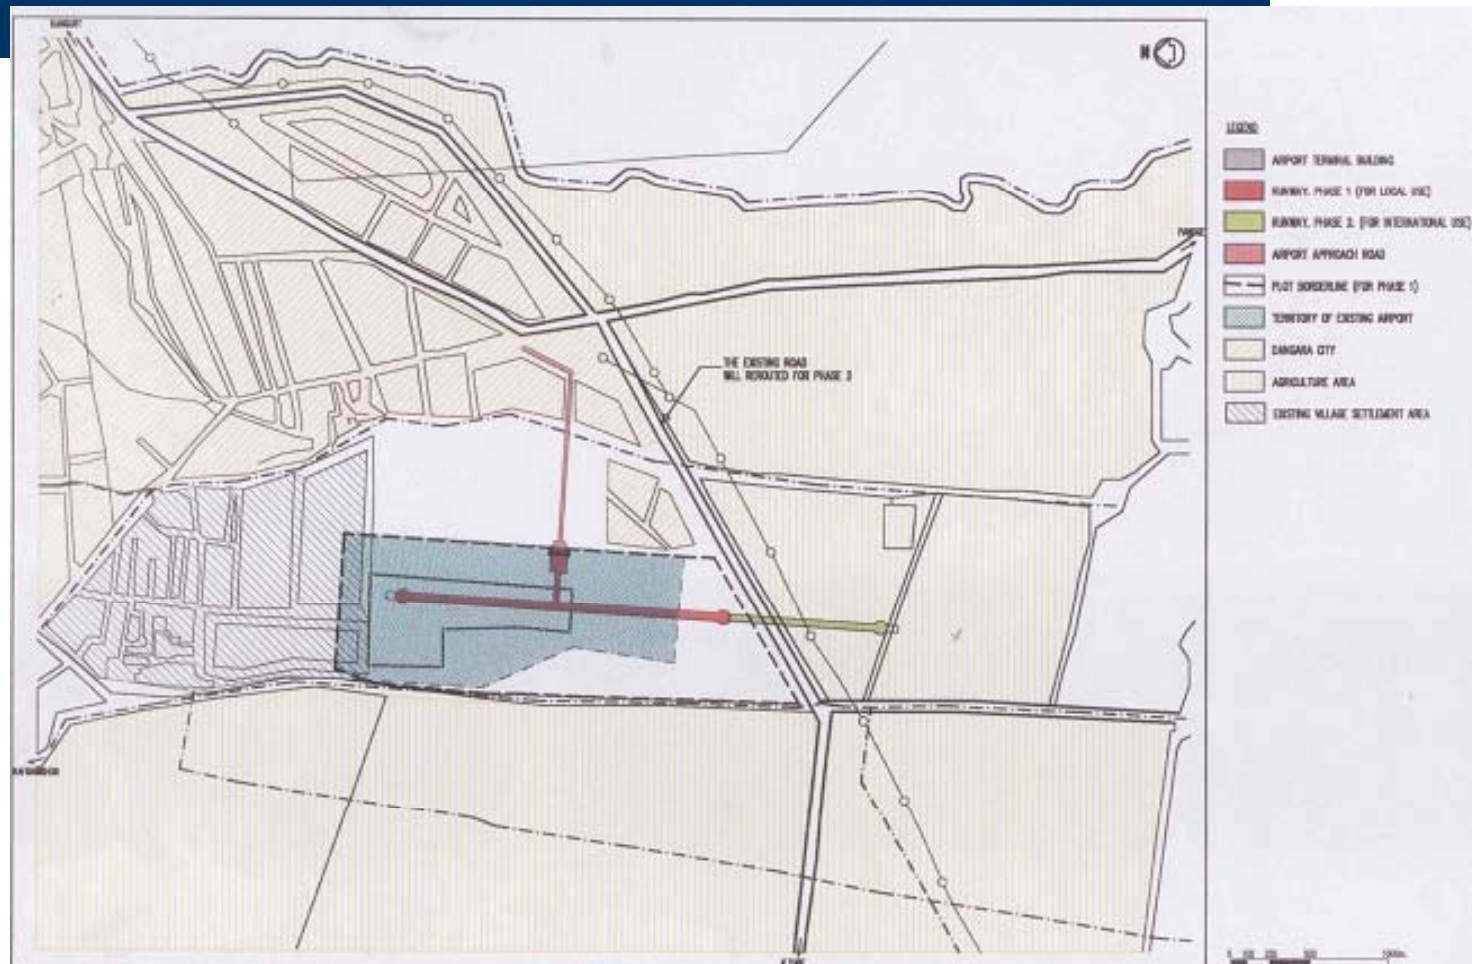 N
LEGEND
AIRPORT TERMINAL BUILDING
RUNWAY. PHASE 1 (FOR LOCAL USE)
RUNWAY. PHASE 2. (FOR INTERNATIONAL USE)
AIRPORT APPROACH ROAD
PLOT BORDERLINE (FOR PHASE 1)
TERRITORY OF EXISTING AIRPORT
DANGARA CITY
AGRICULTURE AREA
EXISTING VILLAGE SETTLEMENT AREA
THE EXISTING ROAD
WILL REROUTED FOR PHASE 2